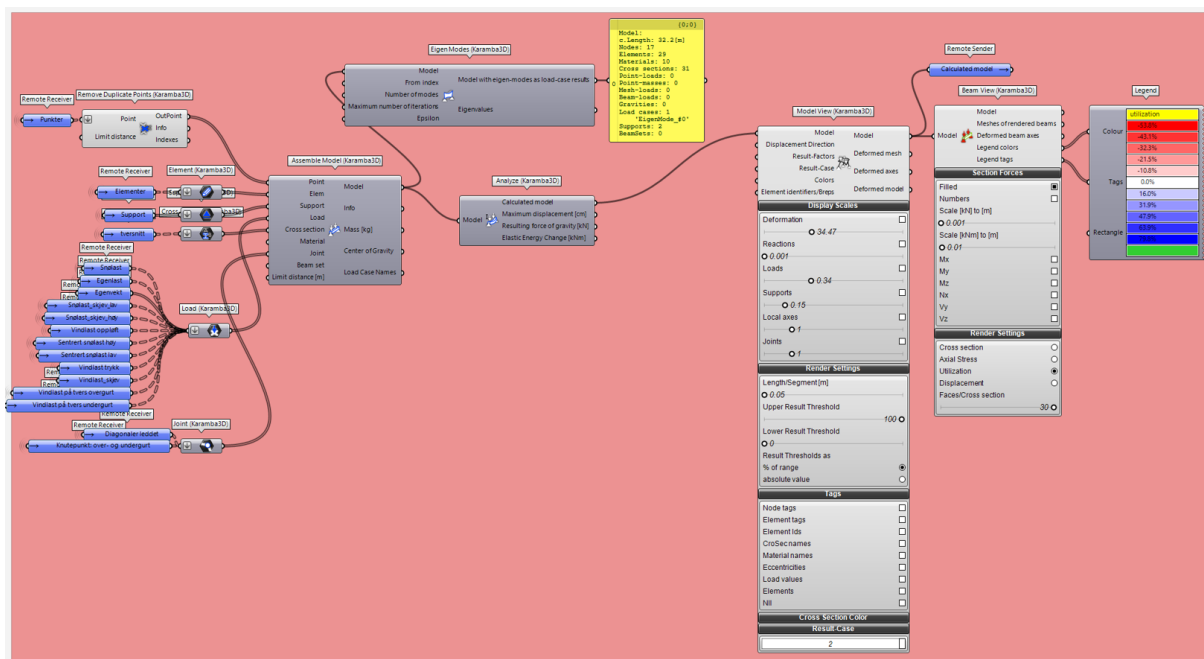 {0;0}
Model:
c.Length: 32.2[m]
Nodes: 17
Elements: 29
Materials: 10
Cross sections: 31
Point-loads: 0
Point-masses: 0
Mesh-loads: 0
Beam-loads: 0
Gravities: 0
Load cases: 1
'EigenMode_#0'
Supports: 2
BeamSets: 0
0
Eigen Modes (Karamba3D)
Model
From index
Number of modes
Maximum number of iterations
Epsilon
Model with eigen-modes as load-case results
Eigenvalues
Remote Receiver
Punkter
Remove Duplicate Points (Karamba3D)
Point
Limit distance
OutPoint
Info
Indexes
Remote Receiver
Element (Karamba3D)
Elementer
Support
tversnitt
Remote Receiver
Remote Receiver
Snølast
Egenlast
Egenvekt
Snølast_skjev_lav
Snølast_skjev_høy
Vindlast oppløft
Sentrert snølast høy
Sentrert snølast lav
Vindlast trykk
Vindlast_skjev
Vindlast på tvers overgurt
Vindlast på tvers undergurt
Load (Karamba3D)
Remote Receiver
Remote Receiver
Diagonaler leddet
Knutepunkt: over- og undergurt
Joint (Karamba3D)
Assemble Model (Karamba3D)
Point
Elem
Support
Load
Cross section
Material
Joint
Beam set
Limit distance [m]
Model
Info
Mass [kg]
Center of Gravity
Load Case Names
Analyze (Karamba3D)
Model
Calculated model
Maximum displacement [cm]
Resulting force of gravity [kN]
Elastic Energy Change [kNm]
Model View (Karamba3D)
Model
Displacement Direction
Result-Factors
Result-Case
Colors
Element identifiers/Breps
Model
Deformed mesh
Deformed axes
Deformed model
Display Scales
Deformation
34.47
Reactions
0.001
Loads
0.34
Supports
0.15
Local axes
1
Joints
1
Render Settings
Length/Segment [m]
0.05
Upper Result Threshold
100
Lower Result Threshold
0
Result Thresholds as
% of range
absolute value
Tags
Node tags
Element tags
Element Ids
CroSec names
Material names
Eccentricities
Load values
Elements
NII
Cross Section Color
Result-Case
2
Remote Sender
Calculated model
Beam View (Karamba3D)
Model
Model
Meshes of rendered beams
Deformed beam axes
Legend colors
Legend tags
Section Forces
Filled
Numbers
Scale [kN] to [m]
0.001
Scale [kNm] to [m]
0.01
Mx
My
Mz
Nx
Vy
Vz
Render Settings
Cross section
Axial Stress
Utilization
Displacement
Faces/Cross section
30
Legend
Colour
Tags
Rectangle
utilization
-43.1%
-32.3%
-21.5%
-10.8%
0.0%
16.0%
31.9%
47.9%
63.9%